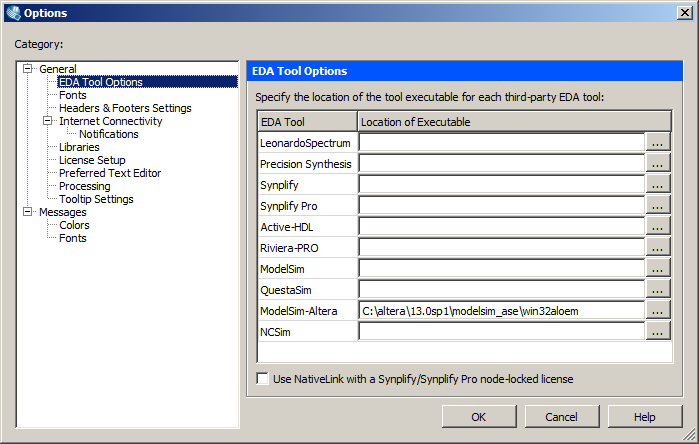 Options
Category:
General
EDA Tool Options
Fonts
Headers & Footers Settings
Internet Connectivity
Notifications
Libraries
License Setup
Preferred Text Editor
Processing
Tooltip Settings
Messages
Colors
Fonts
EDA Tool Options
Specify the location of the tool executable for each third-party EDA tool:
EDA Tool Location of Executable
LeonardoSpectrum ...
Precision Synthesis ...
Synplify ...
Synplify Pro ...
Active-HDL ...
Riviera-PRO ...
ModelSim ...
QuestaSim ...
ModelSim-Altera C:\altera\13.0sp1\modelsim_ase\win32aloem ...
NCSim ...
Use NativeLink with a Synplify/Synplify Pro node-locked license
OK Cancel Help